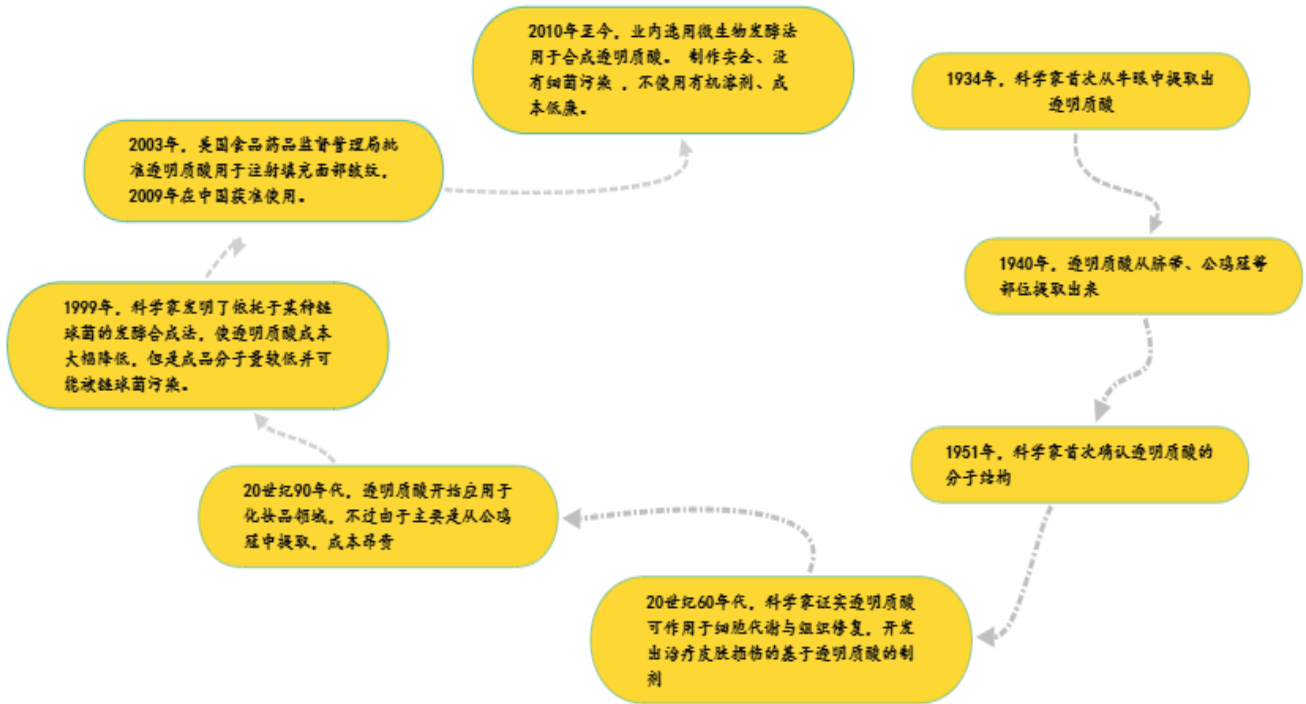 1934年，科学家首次从牛眼中提取出
透明质酸
1940年，透明质酸从脐带、公鸡冠等
部位提取出来
1951年，科学家首次确认透明质酸的
分子结构
20世纪60年代，科学家证实透明质酸
可作用于细胞代谢与组织修复，开发
出治疗皮肤损伤的基于透明质酸的制
剂
20世纪90年代，透明质酸开始应用于
化妆品领域，不过由于主要是从公鸡
冠中提取，成本昂贵
1999年，科学家发明了依托于某种链
球菌的发酵合成法，使透明质酸成本
大幅降低，但是成品分子量较低并可
能被链球菌污染。
2003年，美国食品药品监督管理局批
准透明质酸用于注射填充面部皱纹，
2009年在中国获准使用。
2010年至今，业内选用微生物发酵法
用于合成透明质酸。 制作安全、没
有细菌污染 ，不使用有机溶剂、成
本低廉。